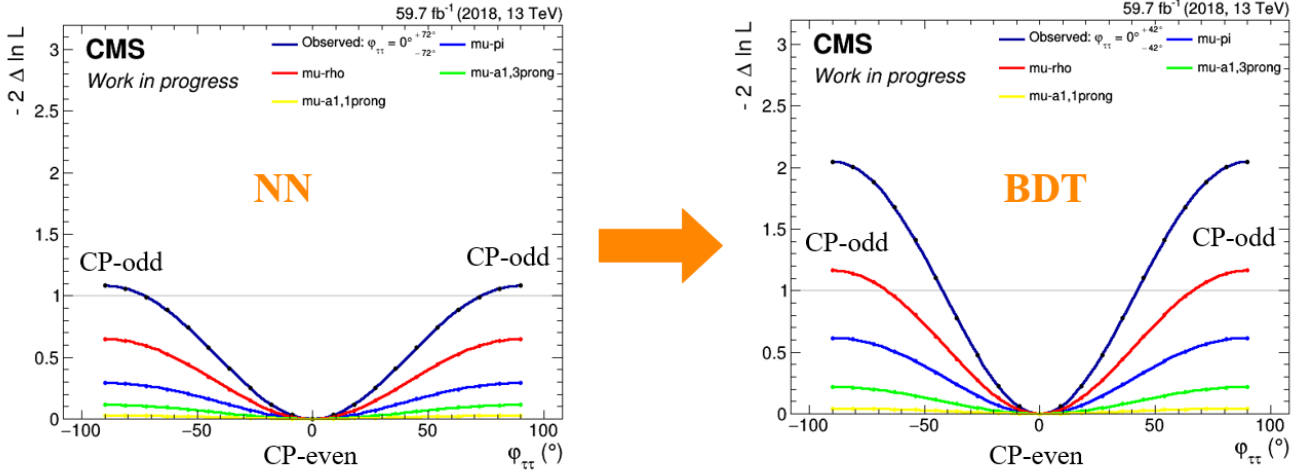 59.7 fb⁻¹ (2018, 13 TeV)
- 2 Δ ln L
CMS
Work in progress
Observed: φ_ττ = 0° +72° −72°
mu-pi
mu-rho
mu-a1,3prong
mu-a1,1prong
NN
CP-odd
CP-odd
3
2.5
2
1.5
1
0.5
0
−100
−50
0
50
100
CP-even
φ_ττ (°)
59.7 fb⁻¹ (2018, 13 TeV)
- 2 Δ ln L
CMS
Work in progress
Observed: φ_ττ = 0° +42° −42°
mu-pi
mu-rho
mu-a1,3prong
mu-a1,1prong
BDT
CP-odd
CP-odd
3
2.5
2
1.5
1
0.5
0
−100
−50
0
50
100
CP-even
φ_ττ (°)